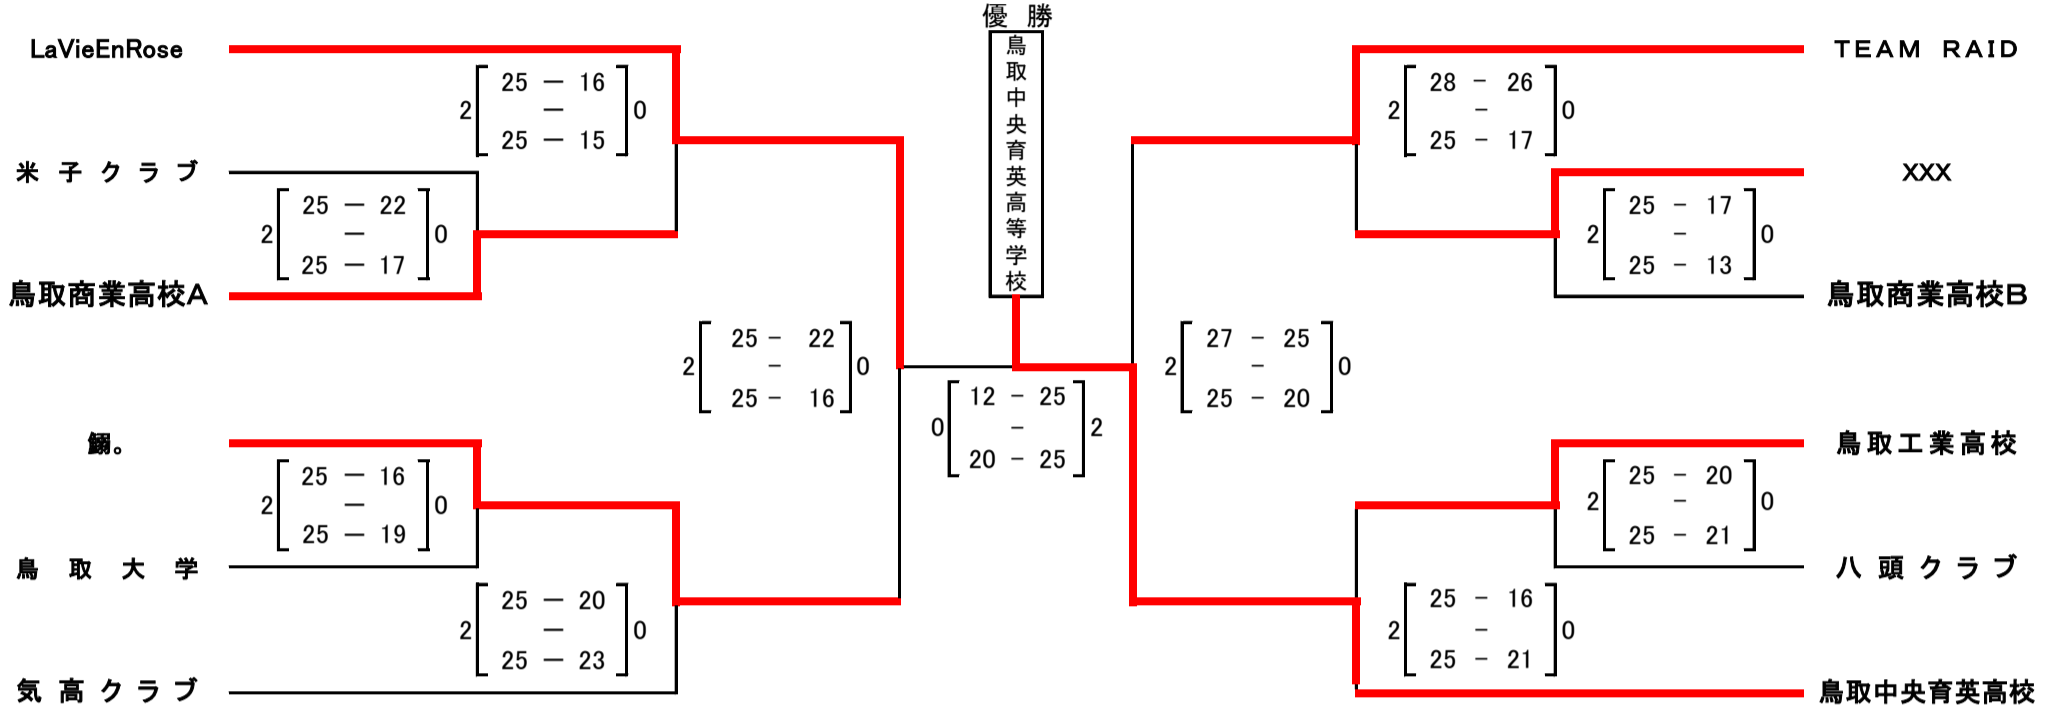 優 勝
鳥取中央育英高等学校
LaVieEnRose
2 25 — 16 0
—
25 — 15
米子クラブ
2 25 — 22 0
—
25 — 17
鳥取商業高校A
2 25 - 22 0
-
25 - 16
2 25 — 16 0
—
25 — 19
鳥取大学
2 25 — 20 0
—
25 — 23
気高クラブ
0 12 - 25 2
-
20 - 25
TEAM RAID
2 28 - 26 0
-
25 - 17
XXX
2 25 - 17 0
-
25 - 13
鳥取商業高校B
2 27 - 25 0
-
25 - 20
鳥取工業高校
2 25 - 20 0
-
25 - 21
八頭クラブ
2 25 - 16 0
-
25 - 21
鳥取中央育英高校